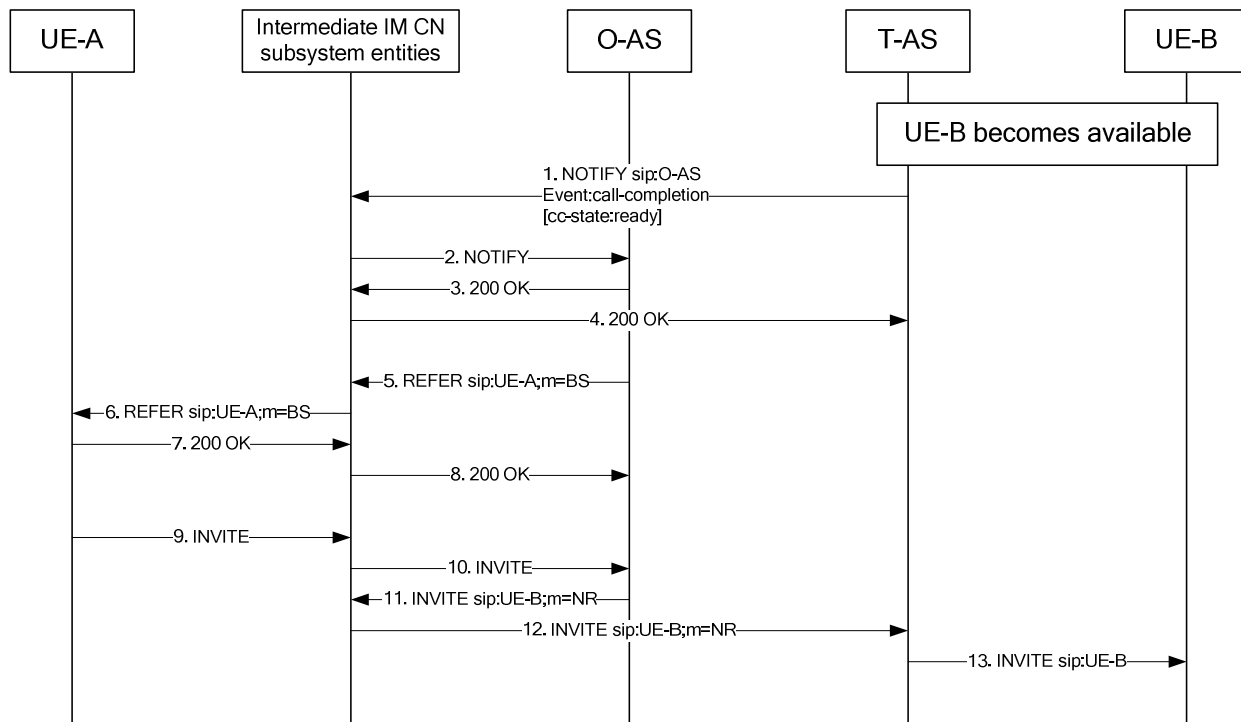 UE-A
Intermediate IM CN
subsystem entities
O-AS
T-AS
UE-B
UE-B becomes available
1. NOTIFY sip:O-AS
Event:call-completion
[cc-state:ready]
2. NOTIFY
3. 200 OK
4. 200 OK
5. REFER sip:UE-A;m=BS
6. REFER sip:UE-A;m=BS
7. 200 OK
8. 200 OK
9. INVITE
10. INVITE
11. INVITE sip:UE-B;m=NR
12. INVITE sip:UE-B;m=NR
13. INVITE sip:UE-B